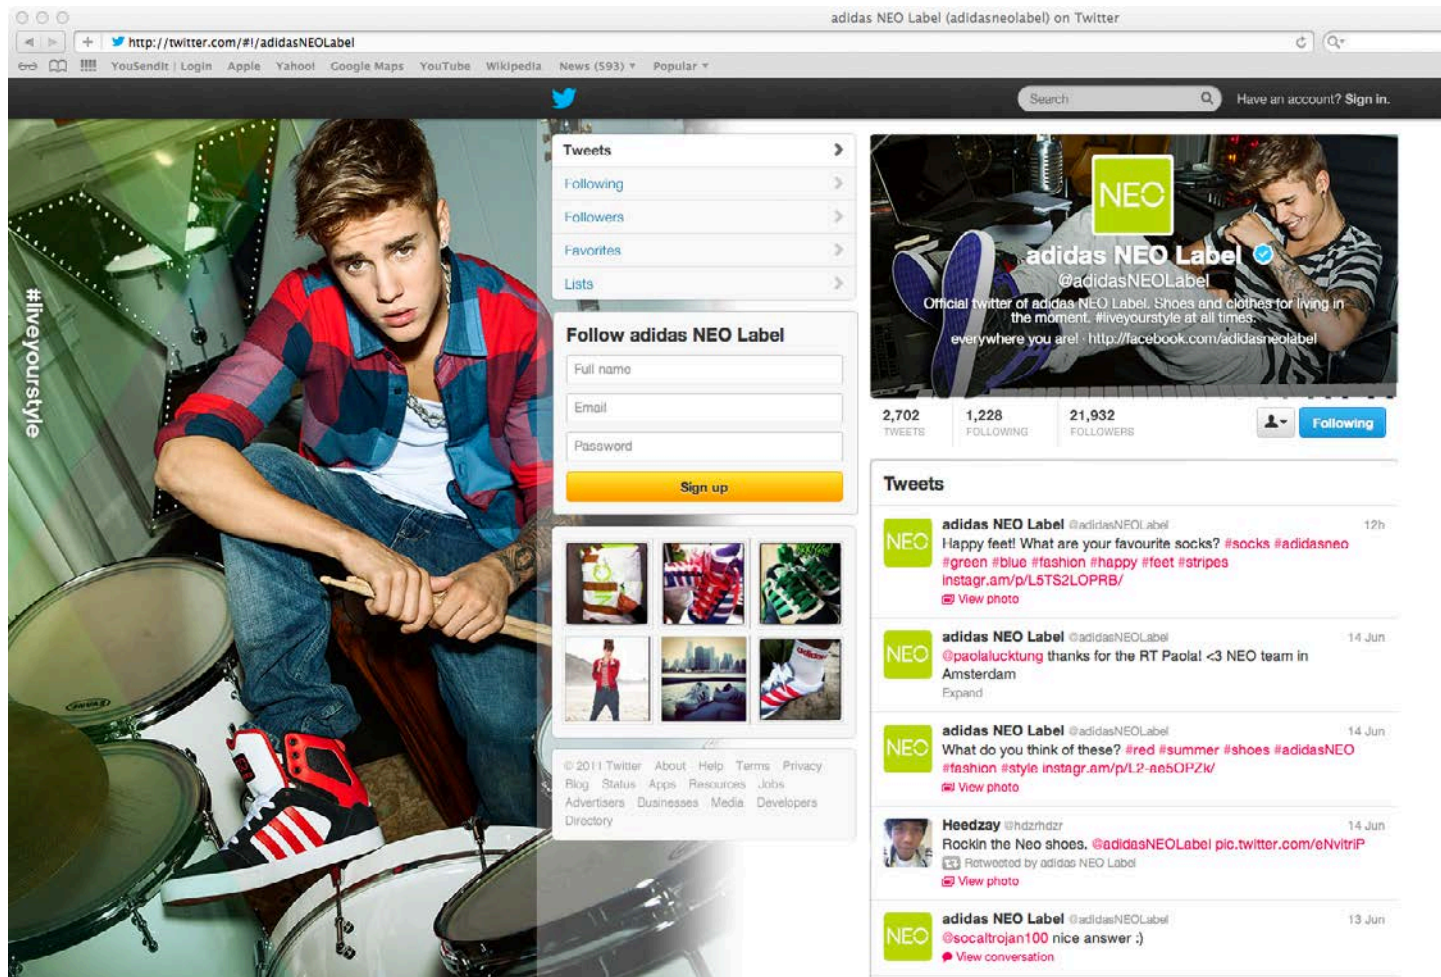 adidas NEO Label (adidasneolabel) on Twitter
http://twitter.com/#!/adidasNEOLabel
YouSendIt | Login Apple Yahoo! Google Maps YouTube Wikipedia News (593) Popular
Search
Have an account? Sign in.
#liveyourstyle
Tweets
Following
Followers
Favorites
Lists
Follow adidas NEO Label
Full name
Email
Password
Sign up
© 2011 Twitter About Help Terms Privacy
Blog Status Apps Resources Jobs
Advertisers Businesses Media Developers
Directory
NEO
adidas NEO Label
@adidasNEOLabel
Official twitter of adidas NEO Label. Shoes and clothes for living in
the moment. #liveyourstyle at all times.
everywhere you are! · http://facebook.com/adidasneolabel
2,702
TWEETS
1,228
FOLLOWING
21,932
FOLLOWERS
Following
Tweets
NEO
adidas NEO Label @adidasNEOLabel 12h
Happy feet! What are your favourite socks? #socks #adidasneo
#green #blue #fashion #happy #feet #stripes
instagr.am/p/L5TS2LOPRB/
View photo
NEO
adidas NEO Label @adidasNEOLabel 14 Jun
@paolalucktung thanks for the RT Paola! <3 NEO team in
Amsterdam
Expand
NEO
adidas NEO Label @adidasNEOLabel 14 Jun
What do you think of these? #red #summer #shoes #adidasNEO
#fashion #style instagr.am/p/L2-ae5OPZk/
View photo
Heedzay @hdzrhdzr 14 Jun
Rockin the Neo shoes. @adidasNEOLabel pic.twitter.com/eNvitriP
Retweeted by adidas NEO Label
View photo
NEO
adidas NEO Label @adidasNEOLabel 13 Jun
@socaltrojan100 nice answer :)
View conversation